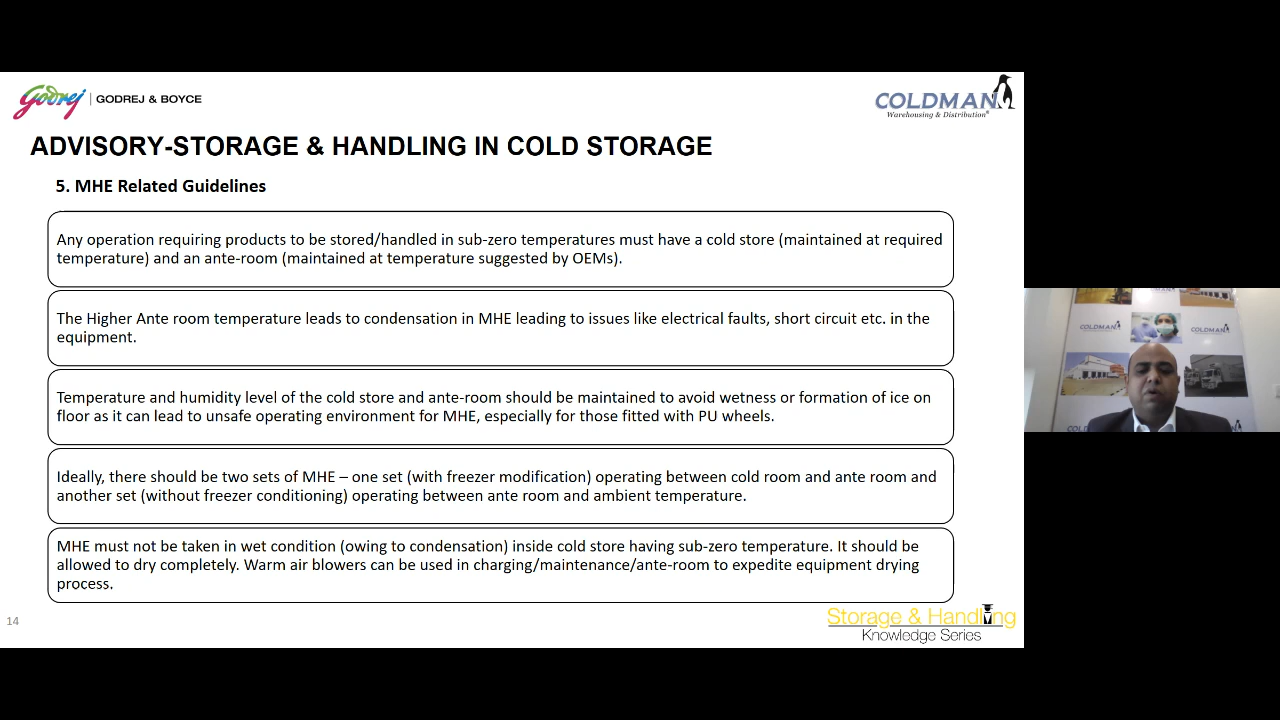 Godrej | GODREJ & BOYCE
COLDMAN
Warehousing & Distribution®
ADVISORY-STORAGE & HANDLING IN COLD STORAGE
5. MHE Related Guidelines
Any operation requiring products to be stored/handled in sub-zero temperatures must have a cold store (maintained at required
temperature) and an ante-room (maintained at temperature suggested by OEMs).
The Higher Ante room temperature leads to condensation in MHE leading to issues like electrical faults, short circuit etc. in the
equipment.
Temperature and humidity level of the cold store and ante-room should be maintained to avoid wetness or formation of ice on
floor as it can lead to unsafe operating environment for MHE, especially for those fitted with PU wheels.
Ideally, there should be two sets of MHE – one set (with freezer modification) operating between cold room and ante room and
another set (without freezer conditioning) operating between ante room and ambient temperature.
MHE must not be taken in wet condition (owing to condensation) inside cold store having sub-zero temperature. It should be
allowed to dry completely. Warm air blowers can be used in charging/maintenance/ante-room to expedite equipment drying
process.
14
Storage & Handling
Knowledge Series
COLDMAN
COLDMAN